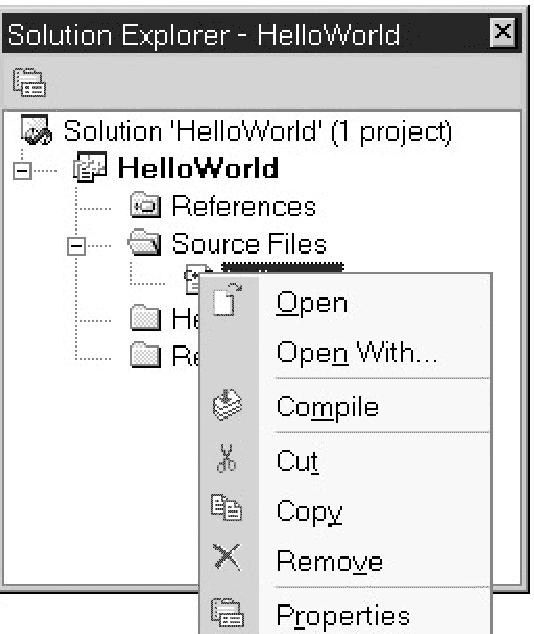 Solution Explorer - HelloWorld
Solution 'HelloWorld' (1 project)
HelloWorld
References
Source Files
Open
Open With...
Compile
Cut
Copy
Remove
Properties